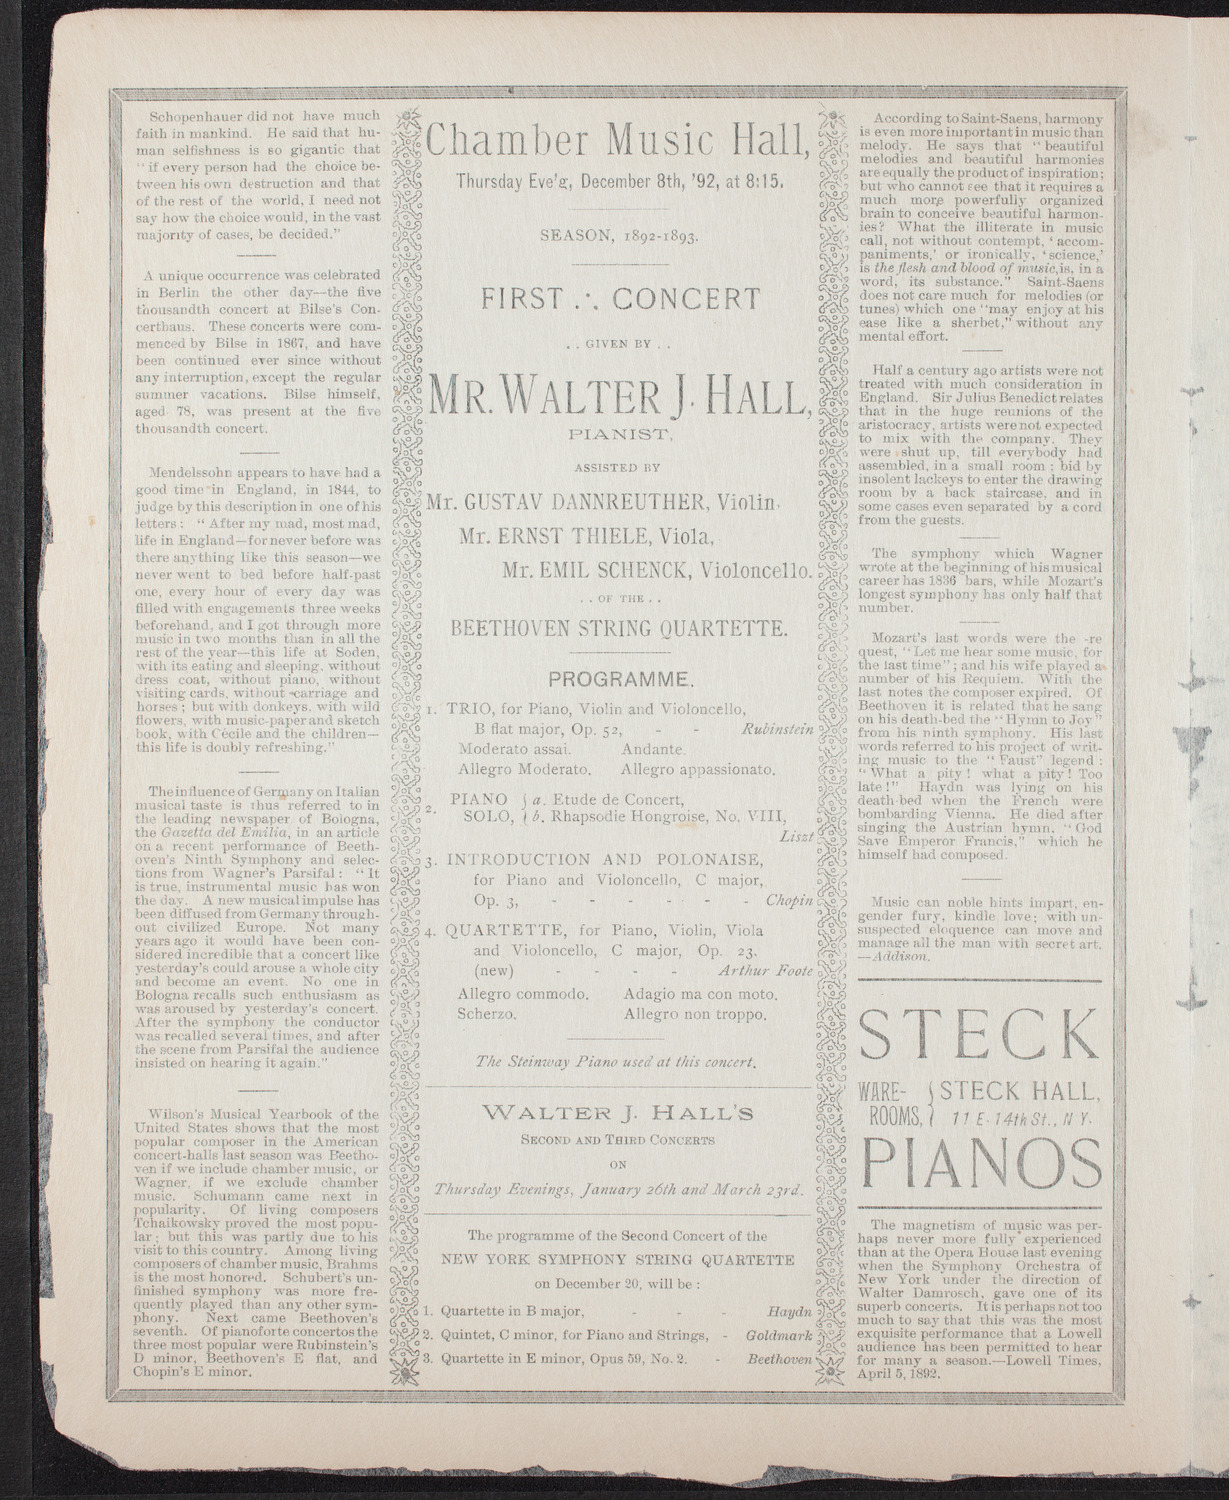 Schopenhauer did not have much
faith in mankind. He said that hu-
man selfishness is so gigantic that
“if every person had the choice be-
tween his own destruction and that
of the rest of the world, I need not
say how the choice would, in the vast
majority of cases, be decided.”
A unique occurrence was celebrated
in Berlin the other day—the five
thousandth concert at Bilse's Con-
certhaus. These concerts were com-
menced by Bilse in 1867, and have
been continued ever since without
any interruption, except the regular
summer vacations. Bilse himself,
aged 78, was present at the five
thousandth concert.
Mendelssohn appears to have had a
good time in England, in 1844, to
judge by this description in one of his
letters: “After my mad, most mad,
life in England—for never before was
there anything like this season—we
never went to bed before half-past
one, every hour of every day was
filled with engagements three weeks
beforehand, and I got through more
music in two months than in all the
rest of the year—this life at Soden,
with its eating and sleeping, without
dress coat, without piano, without
visiting cards, without carriage and
horses; but with donkeys, with wild
flowers, with music-paper and sketch
book, with Cécile and the children—
this life is doubly refreshing.”
The influence of Germany on Italian
musical taste is thus referred to in
the leading newspaper of Bologna,
the Gazetta del Emilia, in an article
on a recent performance of Beeth-
oven's Ninth Symphony and selec-
tions from Wagner's Parsifal: “It
is true, instrumental music has won
the day. A new musical impulse has
been diffused from Germany through-
out civilized Europe. Not many
years ago it would have been con-
sidered incredible that a concert like
yesterday's could arouse a whole city
and become an event. No one in
Bologna recalls such enthusiasm as
was aroused by yesterday's concert.
After the symphony the conductor
was recalled several times, and after
the scene from Parsifal the audience
insisted on hearing it again.”
Wilson's Musical Yearbook of the
United States shows that the most
popular composer in the American
concert-halls last season was Beetho-
ven if we include chamber music, or
Wagner, if we exclude chamber
music. Schumann came next in
popularity. Of living composers
Tchaikowsky proved the most popu-
lar; but this was partly due to his
visit to this country. Among living
composers of chamber music, Brahms
is the most honored. Schubert's un-
finished symphony was more fre-
quently played than any other sym-
phony. Next came Beethoven's
seventh. Of pianoforte concertos the
three most popular were Rubinstein's
D minor, Beethoven's E flat, and
Chopin's E minor.
Chamber Music Hall,
Thursday Eve'g, December 8th, '92, at 8:15.
SEASON, 1892-1893.
FIRST .·. CONCERT
. . GIVEN BY . .
MR. WALTER J. HALL,
PIANIST,
ASSISTED BY
Mr. GUSTAV DANNREUTHER, Violin,
Mr. ERNST THIELE, Viola,
Mr. EMIL SCHENCK, Violoncello.
. . OF THE . .
BEETHOVEN STRING QUARTETTE.
PROGRAMME.
1. TRIO, for Piano, Violin and Violoncello,
B flat major, Op. 52, - - Rubinstein
Moderato assai. Andante.
Allegro Moderato. Allegro appassionato.
2. PIANO SOLO, { a. Etude de Concert,
b. Rhapsodie Hongroise, No. VIII,
Liszt
3. INTRODUCTION AND POLONAISE,
for Piano and Violoncello, C major,
Op. 3, - - - - - - Chopin
4. QUARTETTE, for Piano, Violin, Viola
and Violoncello, C major, Op. 23,
(new) - - - - Arthur Foote
Allegro commodo. Adagio ma con moto.
Scherzo. Allegro non troppo.
The Steinway Piano used at this concert.
WALTER J. HALL'S
SECOND AND THIRD CONCERTS
ON
Thursday Evenings, January 26th and March 23rd.
The programme of the Second Concert of the
NEW YORK SYMPHONY STRING QUARTETTE
on December 20, will be:
1. Quartette in B major, - - - Haydn
2. Quintet, C minor, for Piano and Strings, - Goldmark
3. Quartette in E minor, Opus 59, No. 2. - Beethoven
According to Saint-Saens, harmony
is even more important in music than
melody. He says that “beautiful
melodies and beautiful harmonies
are equally the product of inspiration;
but who cannot see that it requires a
much more powerfully organized
brain to conceive beautiful harmon-
ies? What the illiterate in music
call, not without contempt, ‘accom-
paniments,’ or ironically, ‘science,’
is the flesh and blood of music, is, in a
word, its substance.” Saint-Saens
does not care much for melodies (or
tunes) which one “may enjoy at his
ease like a sherbet,” without any
mental effort.
Half a century ago artists were not
treated with much consideration in
England. Sir Julius Benedict relates
that in the huge reunions of the
aristocracy, artists were not expected
to mix with the company. They
were shut up, till everybody had
assembled, in a small room; bid by
insolent lackeys to enter the drawing
room by a back staircase, and in
some cases even separated by a cord
from the guests.
The symphony which Wagner
wrote at the beginning of his musical
career has 1836 bars, while Mozart's
longest symphony has only half that
number.
Mozart's last words were the -re
quest, “Let me hear some music, for
the last time”; and his wife played a
number of his Requiem. With the
last notes the composer expired. Of
Beethoven it is related that he sang
on his death-bed the “Hymn to Joy”
from his ninth symphony. His last
words referred to his project of writ-
ing music to the “Faust” legend:
“What a pity! what a pity! Too
late!” Haydn was lying on his
death-bed when the French were
bombarding Vienna. He died after
singing the Austrian hymn, “God
Save Emperor Francis,” which he
himself had composed.
Music can noble hints impart, en-
gender fury, kindle love; with un-
suspected eloquence can move and
manage all the man with secret art.
—Addison.
STECK
WARE-ROOMS, { STECK HALL,
11 E. 14th St., N Y.
PIANOS
The magnetism of music was per-
haps never more fully experienced
than at the Opera House last evening
when the Symphony Orchestra of
New York under the direction of
Walter Damrosch, gave one of its
superb concerts. It is perhaps not too
much to say that this was the most
exquisite performance that a Lowell
audience has been permitted to hear
for many a season.—Lowell Times,
April 5, 1892.